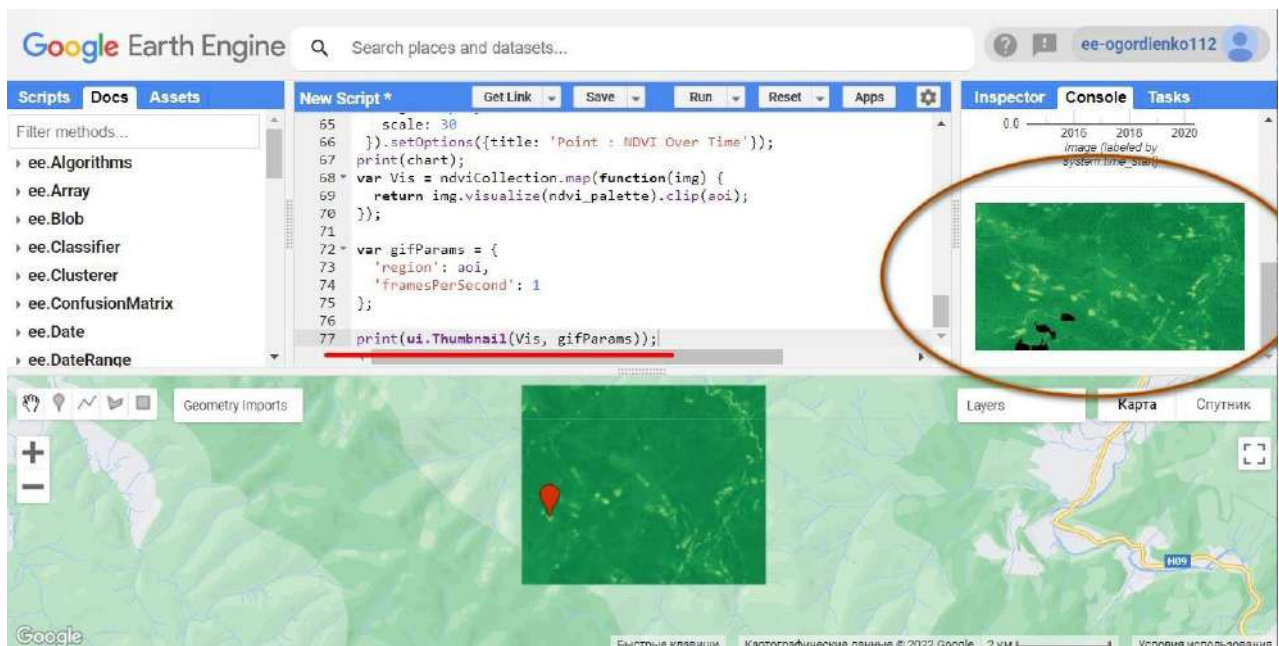 Google Earth Engine
Search places and datasets...
ee-ogordienko112
Scripts Docs Assets
New Script *
Get Link Save Run Reset Apps
Inspector Console Tasks
Filter methods...
ee.Algorithms
ee.Array
ee.Blob
ee.Classifier
ee.Clusterer
ee.ConfusionMatrix
ee.Date
ee.DateRange
65 scale: 30
66 }).setOptions({title: 'Point : NDVI Over Time'});
67 print(chart);
68 var Vis = ndviCollection.map(function(img) {
69 return img.visualize(ndvi_palette).clip(aoi);
70 });
71
72 var gifParams = {
73 'region': aoi,
74 'framesPerSecond': 1
75 };
76
77 print(ui.Thumbnail(Vis, gifParams));
0.0
2016 2018 2020
Image (labeled by
system:time_start)
Geometry Imports
Layers
Карта Спутник
H09
Google
Быстрые клавиши Картографические данные © 2022 Google 2 км Условия использования